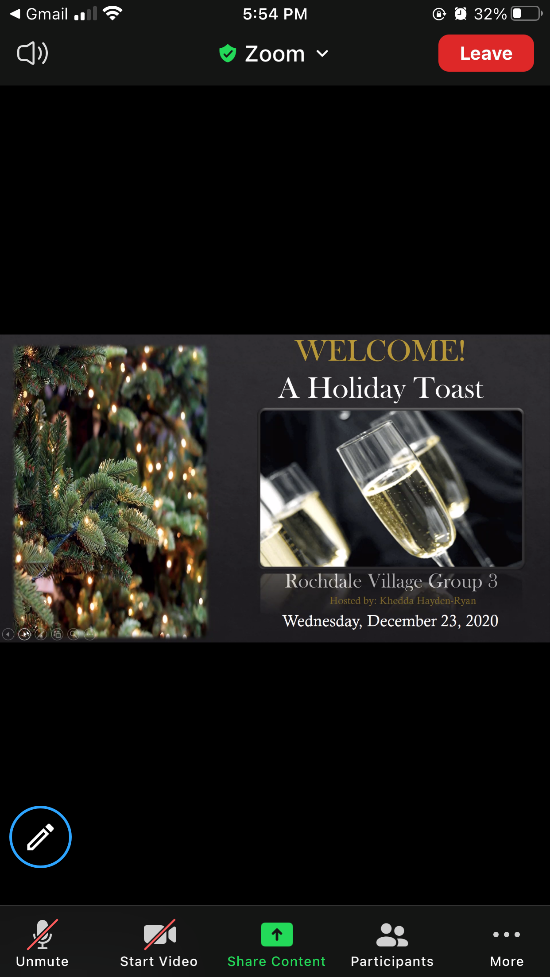 Gmail
5:54 PM
32%
Zoom
Leave
WELCOME!
A Holiday Toast
Rochdale Village Group 3
Hosted by: Khedda Hayden-Ryan
Wednesday, December 23, 2020
Unmute
Start Video
Share Content
Participants
More